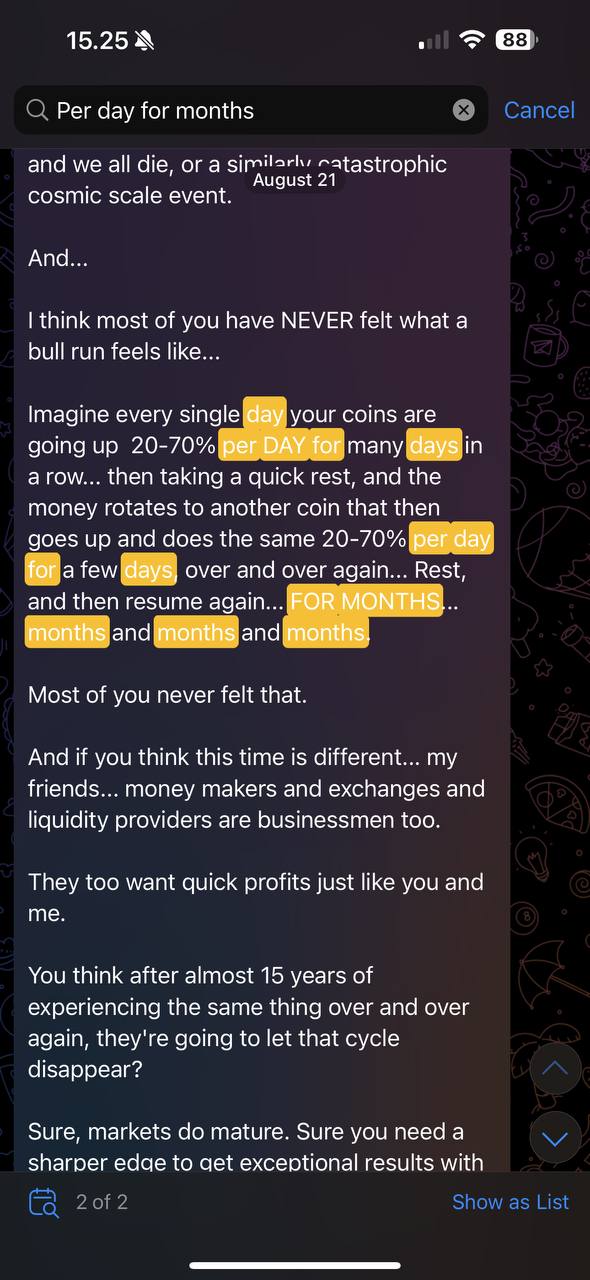 15.25
88
Per day for months
Cancel
and we all die, or a similarly catastrophic
August 21
cosmic scale event.
And...
I think most of you have NEVER felt what a
bull run feels like...
Imagine every single day your coins are
going up  20-70% per DAY for many days in
a row... then taking a quick rest, and the
money rotates to another coin that then
goes up and does the same 20-70% per day
for a few days, over and over again... Rest,
and then resume again... FOR MONTHS...
months and months and months.
Most of you never felt that.
And if you think this time is different... my
friends... money makers and exchanges and
liquidity providers are businessmen too.
They too want quick profits just like you and
me.
You think after almost 15 years of
experiencing the same thing over and over
again, they're going to let that cycle
disappear?
Sure, markets do mature. Sure you need a
sharper edge to get exceptional results with
2 of 2
Show as List